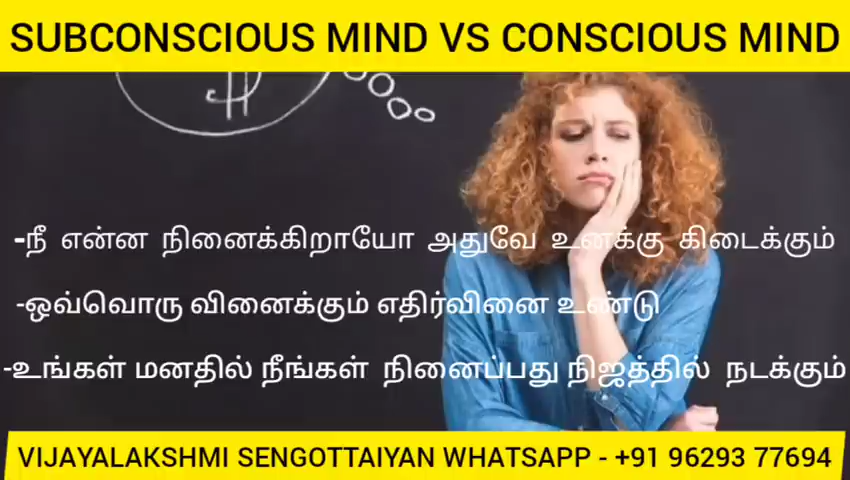 SUBCONSCIOUS MIND VS CONSCIOUS MIND
-நீ என்ன நினைக்கிறாயோ அதுவே உனக்கு கிடைக்கும்
-ஒவ்வொரு வினைக்கும் எதிர்வினை உண்டு
-உங்கள் மனதில் நீங்கள் நினைப்பது நிஜத்தில் நடக்கும்
VIJAYALAKSHMI SENGOTTAIYAN WHATSAPP - +91 96293 77694